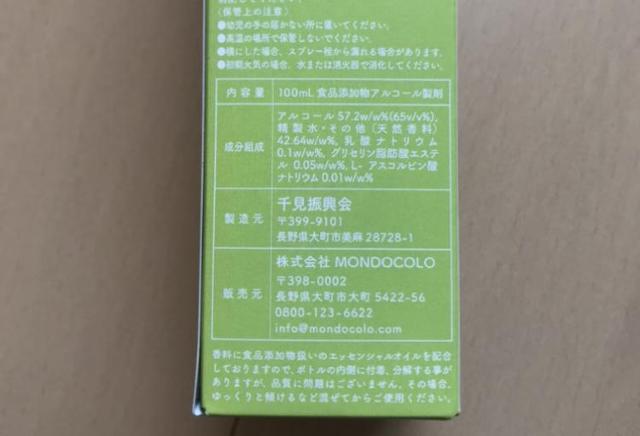 (保管上の注意)
●幼児の手の届かない所に置いてください。
●高温の場所で保管しないでください。
●横にした場合、スプレー栓から漏れる場合があります。
●初期火気の場合、水または消火器で消化してください。
内容量 100mL 食品添加物アルコール製剤
成分組成
アルコール57.2w/w%(65v/v%)、
精製水・その他(天然香料)
42.64w/w%、乳酸ナトリウム
0.1w/w%、グリセリン脂肪酸エステ
ル 0.05w/w%、L- アスコルビン酸
ナトリウム 0.01w/w%
製造元
千見振興会
〒399-9101
長野県大町市美麻 28728-1
販売元
株式会社 MONDOCOLO
〒398-0002
長野県大町市大町 5422-56
0800-123-6622
info@mondocolo.com
香料に食品添加物扱いのエッセンシャルオイルを配合
しておりますので、ボトルの内側に付着、分解する事が
ありますが、品質に問題はございません。その場合、
ゆっくりと傾けるなど混ぜてからご使用ください。